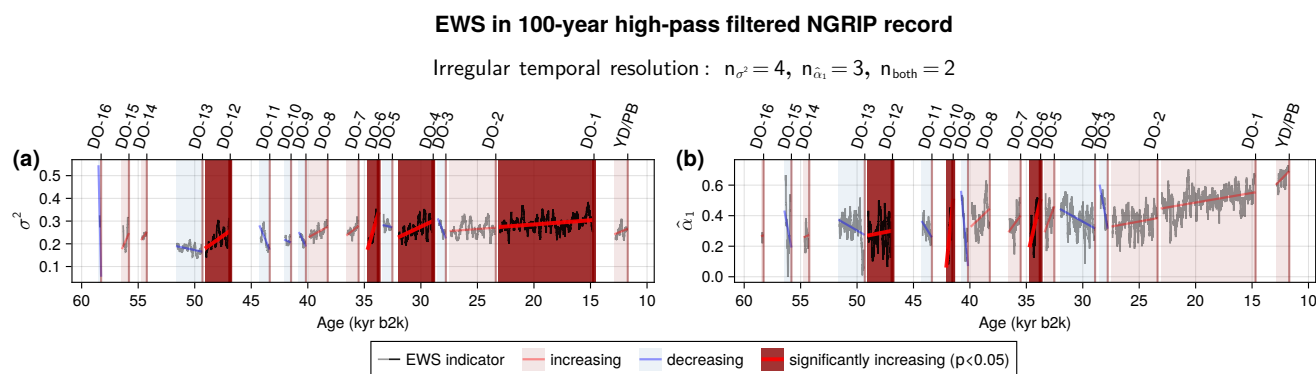 EWS in 100-year high-pass filtered NGRIP record
Irregular temporal resolution : n_σ² = 4, n_α̂₁ = 3, n_both = 2
(a)
DO-16 DO-15 DO-14 DO-13 DO-12 DO-11 DO-10 DO-9 DO-8 DO-7 DO-6 DO-5 DO-4 DO-3 DO-2 DO-1 YD/PB
σ²
0.5
0.4
0.3
0.2
0.1
60 55 50 45 40 35 30 25 20 15 10
Age (kyr b2k)
(b)
DO-16 DO-15 DO-14 DO-13 DO-12 DO-11 DO-10 DO-9 DO-8 DO-7 DO-6 DO-5 DO-4 DO-3 DO-2 DO-1 YD/PB
α̂₁
0.6
0.4
0.2
0.0
60 55 50 45 40 35 30 25 20 15 10
Age (kyr b2k)
EWS indicator increasing decreasing significantly increasing (p<0.05)